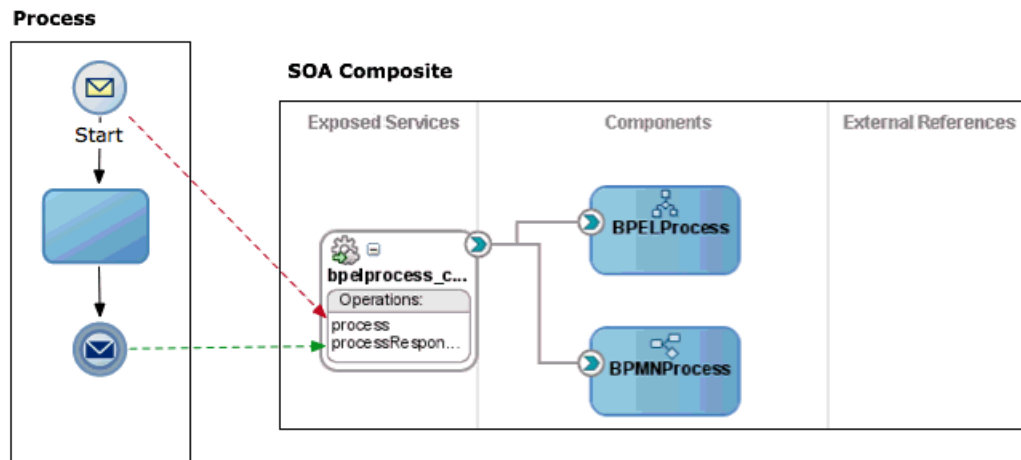 Process
Start
SOA Composite
Exposed Services
Components
External References
bpelprocess_c...
Operations:
process
processRespon...
BPELProcess
BPMNProcess